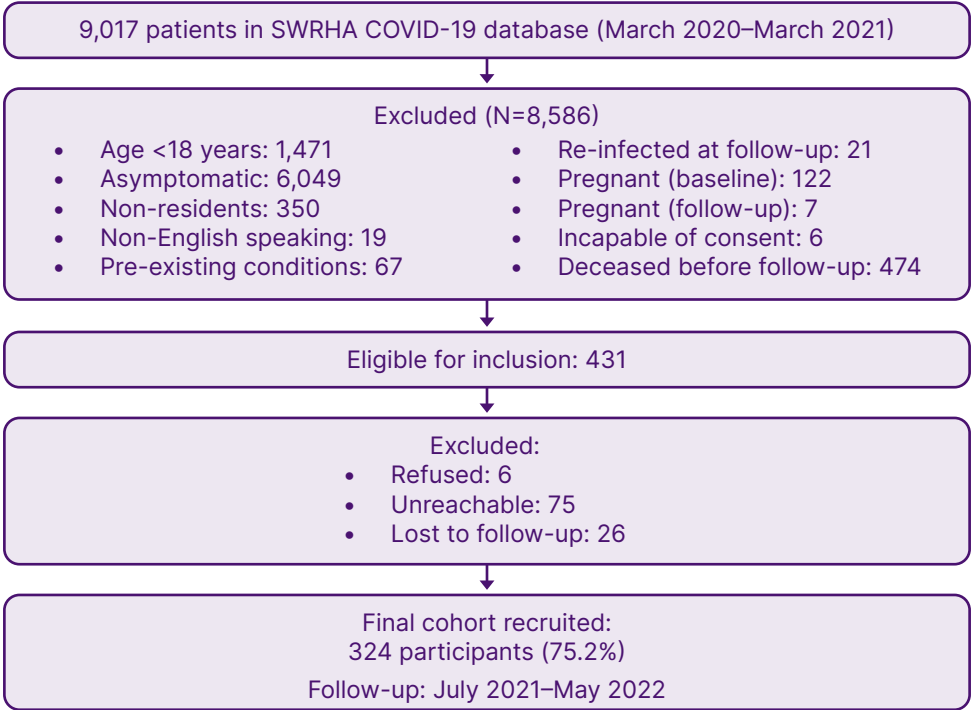 9,017 patients in SWRHA COVID-19 database (March 2020–March 2021)
Excluded (N=8,586)
• Age <18 years: 1,471
• Asymptomatic: 6,049
• Non-residents: 350
• Non-English speaking: 19
• Pre-existing conditions: 67
• Re-infected at follow-up: 21
• Pregnant (baseline): 122
• Pregnant (follow-up): 7
• Incapable of consent: 6
• Deceased before follow-up: 474
Eligible for inclusion: 431
Excluded:
• Refused: 6
• Unreachable: 75
• Lost to follow-up: 26
Final cohort recruited:
324 participants (75.2%)
Follow-up: July 2021–May 2022